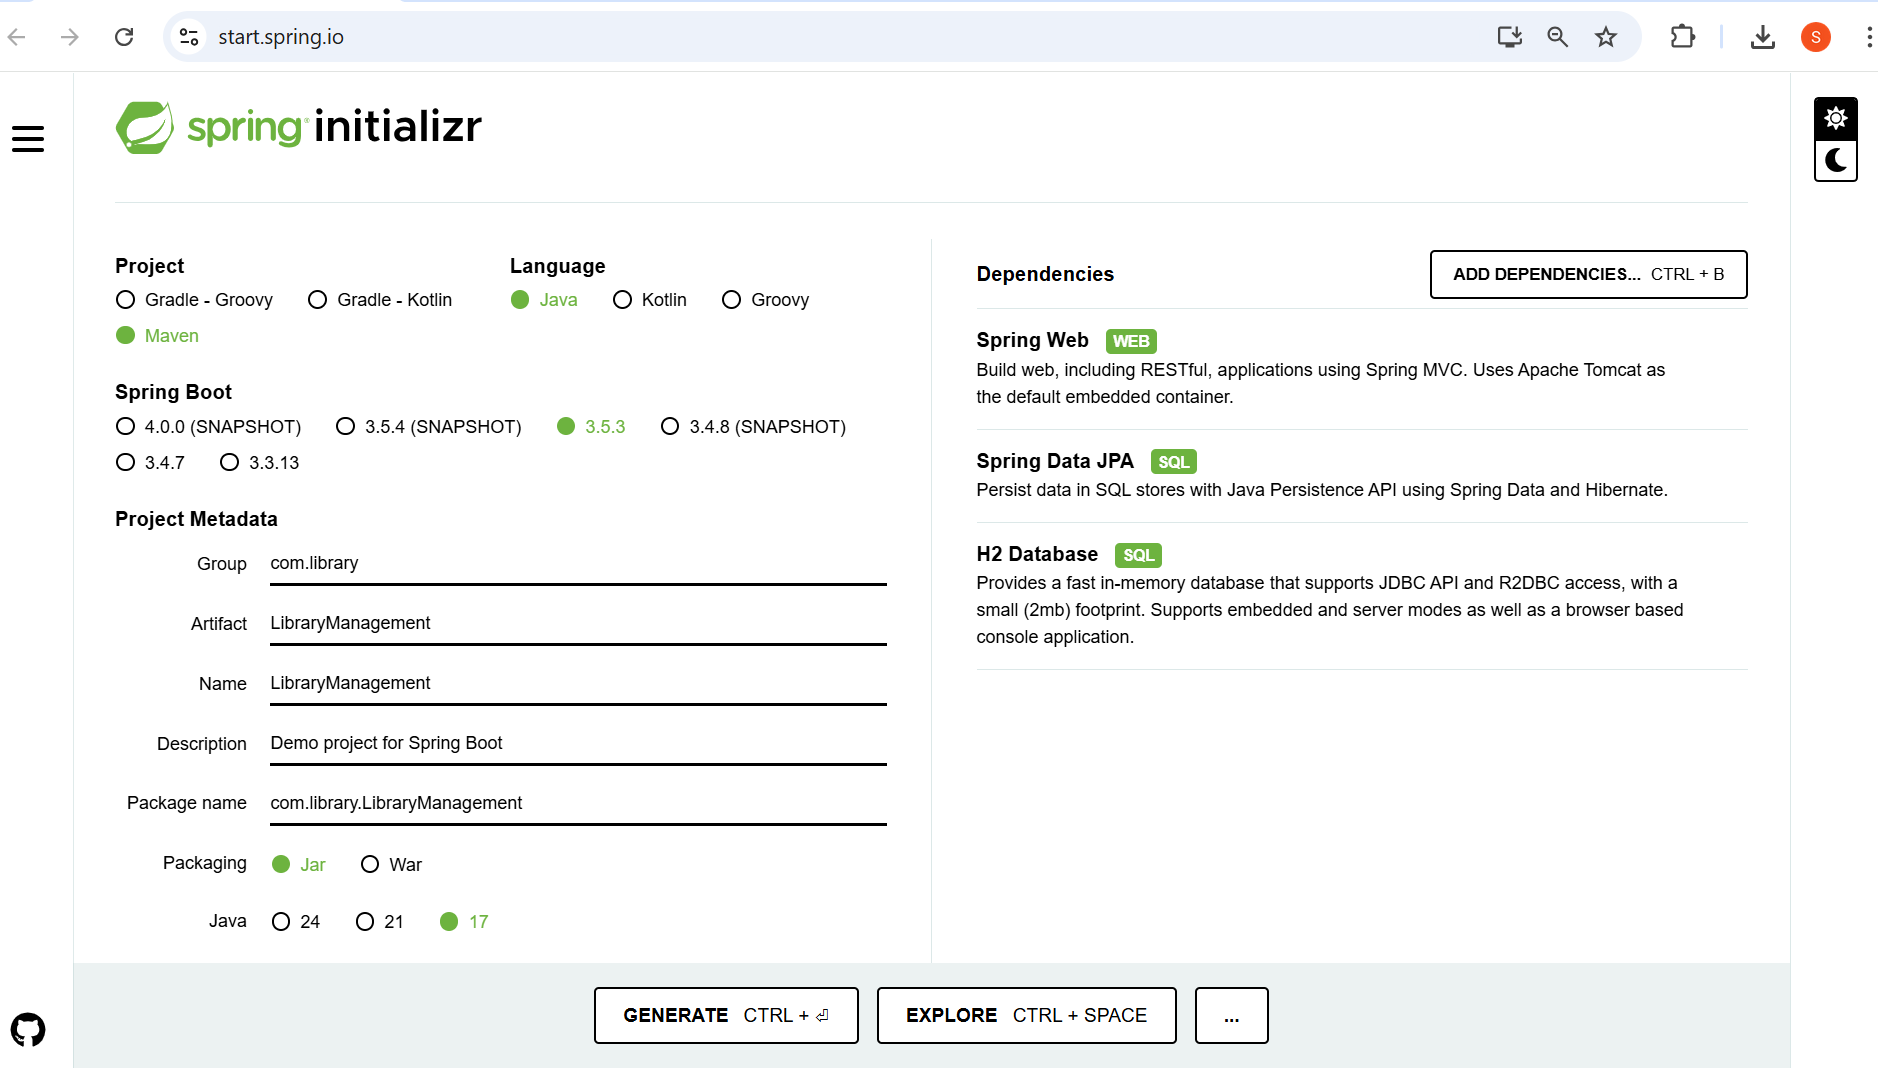 start.spring.io
S
spring initializr
Project
Gradle - Groovy Gradle - Kotlin
Maven
Language
Java Kotlin Groovy
Spring Boot
4.0.0 (SNAPSHOT) 3.5.4 (SNAPSHOT) 3.5.3 3.4.8 (SNAPSHOT)
3.4.7 3.3.13
Project Metadata
Group com.library
Artifact LibraryManagement
Name LibraryManagement
Description Demo project for Spring Boot
Package name com.library.LibraryManagement
Packaging Jar War
Java 24 21 17
Dependencies ADD DEPENDENCIES... CTRL + B
Spring Web WEB
Build web, including RESTful, applications using Spring MVC. Uses Apache Tomcat as
the default embedded container.
Spring Data JPA SQL
Persist data in SQL stores with Java Persistence API using Spring Data and Hibernate.
H2 Database SQL
Provides a fast in-memory database that supports JDBC API and R2DBC access, with a
small (2mb) footprint. Supports embedded and server modes as well as a browser based
console application.
GENERATE CTRL + ⏎ EXPLORE CTRL + SPACE ...